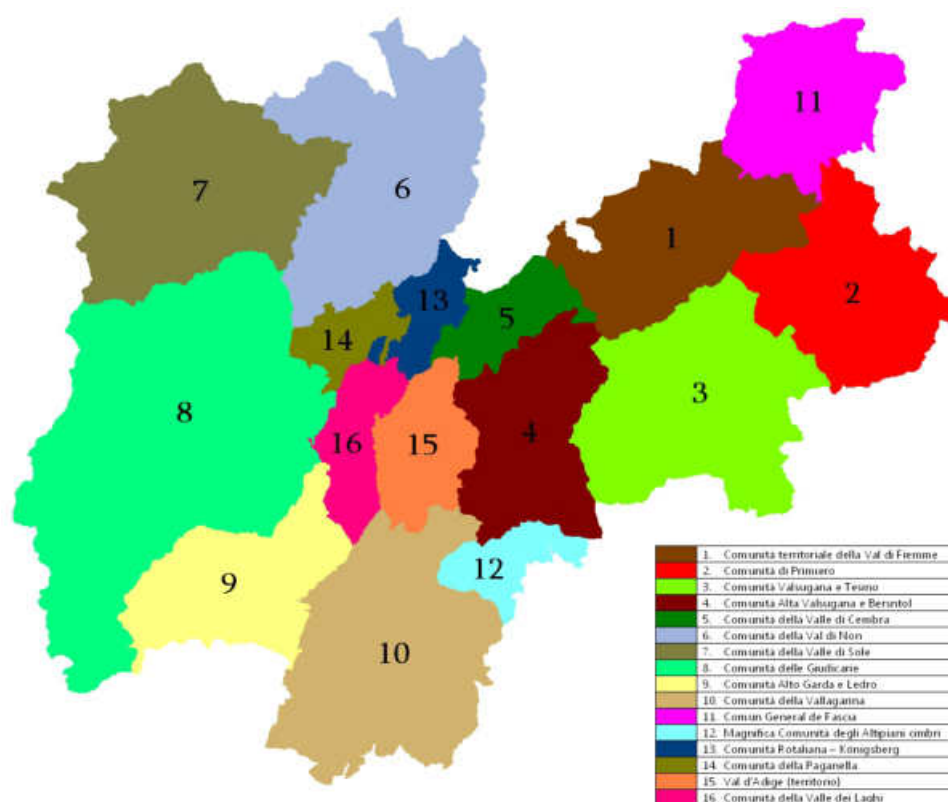 11
7
6
1
13
2
5
14
3
8
4
16
15
12
9
10
1. Comunità territoriale della Val di Fiemme
2. Comunità di Primiero
3. Comunità Valsugana e Tesino
4. Comunità Alta Valsugana e Bersntol
5. Comunità della Valle di Cembra
6. Comunità della Val di Non
7. Comunità della Valle di Sole
8. Comunità delle Giudicarie
9. Comunità Alto Garda e Ledro
10. Comunità della Vallagarina
11. Comun General de Fascia
12. Magnifica Comunità degli Altipiani cimbri
13. Comunità Rotaliana – Königsberg
14. Comunità della Paganella
15. Val d'Adige (territorio)
16. Comunità della Valle dei Laghi